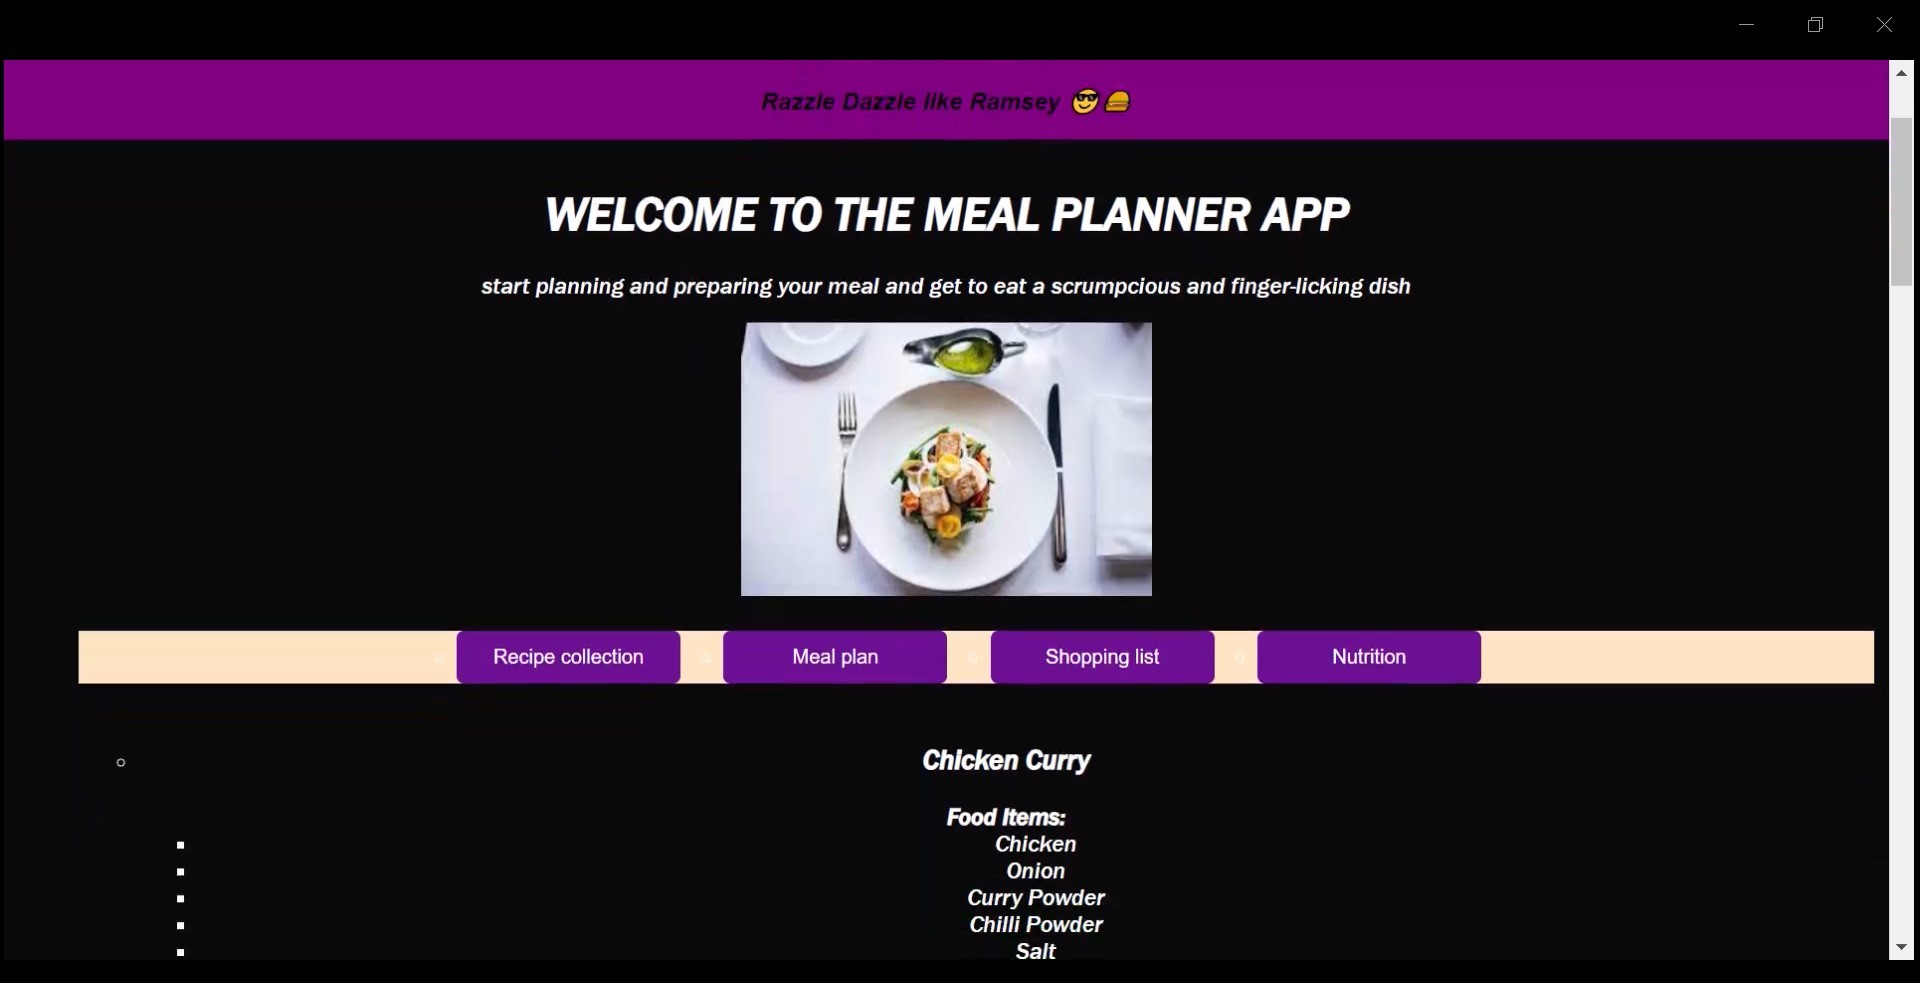 Razzle Dazzle like Ramsey 😎🍔
WELCOME TO THE MEAL PLANNER APP
start planning and preparing your meal and get to eat a scrumpcious and finger-licking dish
Recipe collection
Meal plan
Shopping list
Nutrition
Chicken Curry
Food Items:
Chicken
Onion
Curry Powder
Chilli Powder
Salt